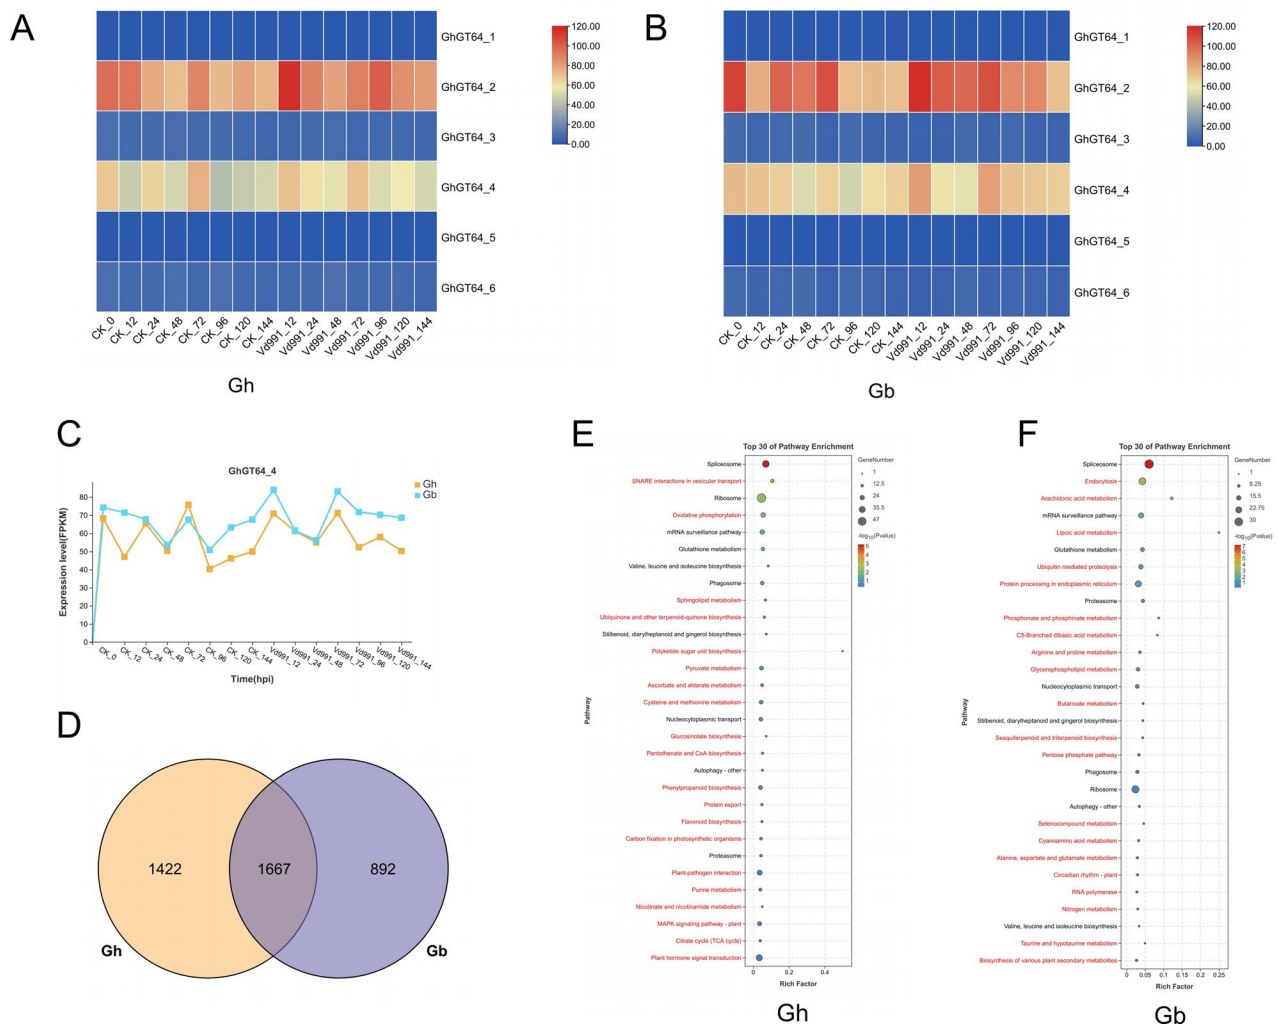 A
120.00
100.00
80.00
60.00
40.00
20.00
0.00
GhGT64_1
GhGT64_2
GhGT64_3
GhGT64_4
GhGT64_5
GhGT64_6
CK_0
CK_12
CK_24
CK_48
CK_72
CK_96
CK_120
CK_144
Vd991_12
Vd991_24
Vd991_48
Vd991_72
Vd991_96
Vd991_120
Vd991_144
Gh
B
120.00
100.00
80.00
60.00
40.00
20.00
0.00
GhGT64_1
GhGT64_2
GhGT64_3
GhGT64_4
GhGT64_5
GhGT64_6
CK_0
CK_12
CK_24
CK_48
CK_72
CK_96
CK_120
CK_144
Vd991_12
Vd991_24
Vd991_48
Vd991_72
Vd991_96
Vd991_120
Vd991_144
Gb
C
GhGT64_4
Gh
Gb
Expression level(FPKM)
80
70
60
50
40
30
20
10
0
CK_0
CK_12
CK_24
CK_48
CK_72
CK_96
CK_120
CK_144
Vd991_12
Vd991_24
Vd991_48
Vd991_72
Vd991_96
Vd991_120
Vd991_144
Time(hpi)
D
1422
1667
892
Gh
Gb
E
Top 30 of Pathway Enrichment
Spliceosome
SNARE interactions in vesicular transport
Ribosome
Oxidative phosphorylation
mRNA surveillance pathway
Glutathione metabolism
Valine, leucine and isoleucine biosynthesis
Phagosome
Sphingolipid metabolism
Ubiquinone and other terpenoid-quinone biosynthesis
Stilbenoid, diarylheptanoid and gingerol biosynthesis
Polyketide sugar unit biosynthesis
Pyruvate metabolism
Ascorbate and aldarate metabolism
Cysteine and methionine metabolism
Nucleocytoplasmic transport
Glucosinolate biosynthesis
Pantothenate and CoA biosynthesis
Autophagy - other
Phenylpropanoid biosynthesis
Protein export
Flavonoid biosynthesis
Carbon fixation in photosynthetic organisms
Proteasome
Plant-pathogen interaction
Purine metabolism
Nicotinate and nicotinamide metabolism
MAPK signaling pathway - plant
Citrate cycle (TCA cycle)
Plant hormone signal transduction
Pathway
0
0.2
0.4
Rich Factor
GeneNumber
1
12.5
24
35.5
47
-log10(Pvalue)
5
4
3
2
1
Gh
F
Top 30 of Pathway Enrichment
Spliceosome
Endocytosis
Arachidonic acid metabolism
mRNA surveillance pathway
Lipoic acid metabolism
Glutathione metabolism
Ubiquitin mediated proteolysis
Protein processing in endoplasmic reticulum
Proteasome
Phosphonate and phosphinate metabolism
C5-Branched dibasic acid metabolism
Arginine and proline metabolism
Glycerophospholipid metabolism
Nucleocytoplasmic transport
Butanoate metabolism
Stilbenoid, diarylheptanoid and gingerol biosynthesis
Sesquiterpenoid and triterpenoid biosynthesis
Pentose phosphate pathway
Phagosome
Ribosome
Autophagy - other
Selenocompound metabolism
Cyanoamino acid metabolism
Alanine, aspartate and glutamate metabolism
Circadian rhythm - plant
RNA polymerase
Nitrogen metabolism
Valine, leucine and isoleucine biosynthesis
Taurine and hypotaurine metabolism
Biosynthesis of various plant secondary metabolites
Pathway
0
0.05
0.1
0.15
0.2
0.25
Rich Factor
GeneNumber
1
8.25
15.5
22.75
30
-log10(Pvalue)
7
6
5
4
3
2
1
Gb